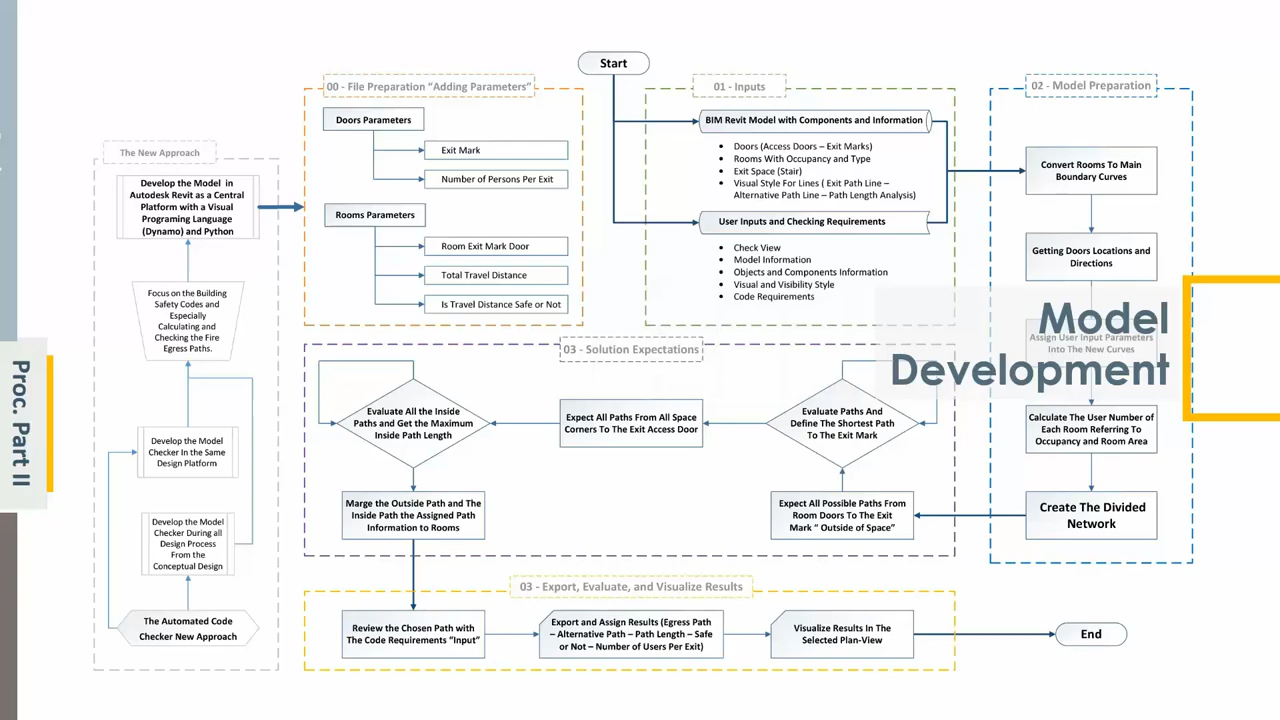 Proc. Part II
Start
The New Approach
Develop the Model in
Autodesk Revit as a Central
Platform with a Visual
Programing Language
(Dynamo) and Python
Focus on the Building
Safety Codes and
Especially
Calculating and
Checking the Fire
Egress Paths.
Develop the Model
Checker In the Same
Design Platform
Develop the Model
Checker During all
Design Process
From the
Conceptual Design
The Automated Code
Checker New Approach
00 - File Preparation “Adding Parameters”
Doors Parameters
Exit Mark
Number of Persons Per Exit
Rooms Parameters
Room Exit Mark Door
Total Travel Distance
Is Travel Distance Safe or Not
01 - Inputs
BIM Revit Model with Components and Information
• Doors (Access Doors – Exit Marks)
• Rooms With Occupancy and Type
• Exit Space (Stair)
• Visual Style For Lines ( Exit Path Line –
Alternative Path Line – Path Length Analysis)
User Inputs and Checking Requirements
• Check View
• Model Information
• Objects and Components Information
• Visual and Visibility Style
• Code Requirements
02 - Model Preparation
Convert Rooms To Main
Boundary Curves
Getting Doors Locations and
Directions
Model
Assign User Input Parameters
Into The New Curves
Development
Calculate The User Number of
Each Room Referring To
Occupancy and Room Area
Create The Divided
Network
03 - Solution Expectations
Evaluate All the Inside
Paths and Get the Maximum
Inside Path Length
Expect All Paths From All Space
Corners To The Exit Access Door
Evaluate Paths And
Define The Shortest Path
To The Exit Mark
Marge the Outside Path and The
Inside Path the Assigned Path
Information to Rooms
Expect All Possible Paths From
Room Doors To The Exit
Mark “ Outside of Space”
03 - Export, Evaluate, and Visualize Results
Review the Chosen Path with
The Code Requirements “Input”
Export and Assign Results (Egress Path
– Alternative Path – Path Length – Safe
or Not – Number of Users Per Exit)
Visualize Results In The
Selected Plan-View
End